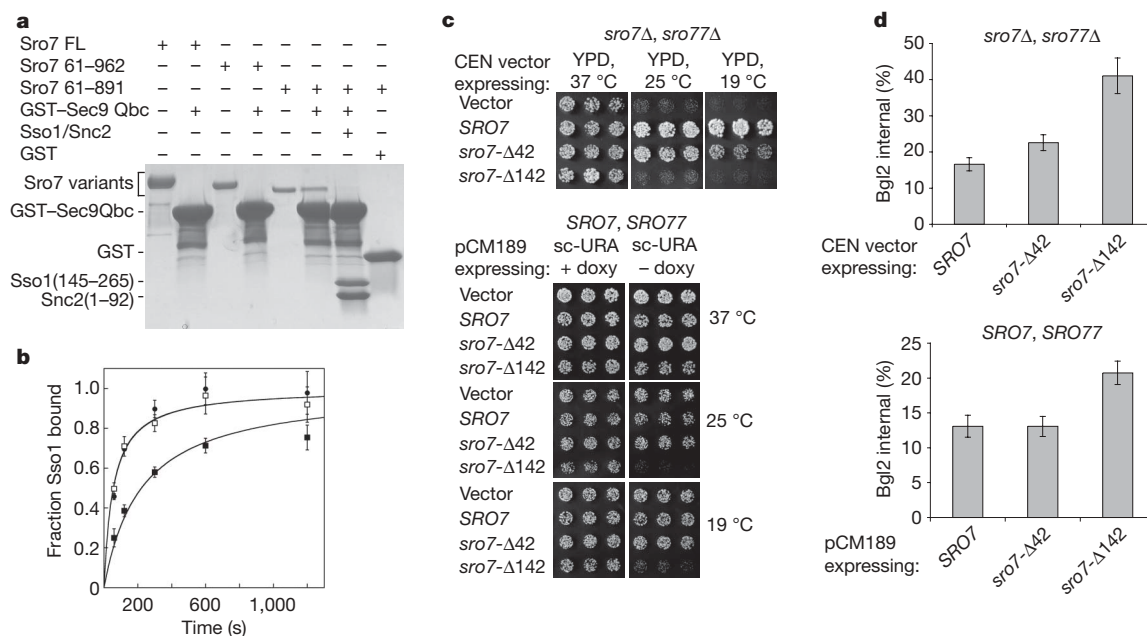 a
Sro7 FL + + – – – – – –
Sro7 61–962 – – + + – – – –
Sro7 61–891 – – – – + + + +
GST–Sec9 Qbc – + – + – + + –
Sso1/Snc2 – – – – – – + –
GST – – – – – – – +
Sro7 variants
GST–Sec9Qbc
GST
Sso1(145–265)
Snc2(1–92)
b
Fraction Sso1 bound
1.0
0.8
0.6
0.4
0.2
0
200 600 1,000
Time (s)
c
sro7Δ, sro77Δ
CEN vector expressing:
YPD, 37 °C
YPD, 25 °C
YPD, 19 °C
Vector
SRO7
sro7-Δ42
sro7-Δ142
SRO7, SRO77
pCM189 expressing:
sc-URA + doxy
sc-URA – doxy
Vector
SRO7
sro7-Δ42
sro7-Δ142
37 °C
Vector
SRO7
sro7-Δ42
sro7-Δ142
25 °C
Vector
SRO7
sro7-Δ42
sro7-Δ142
19 °C
d
sro7Δ, sro77Δ
Bgl2 internal (%)
50
40
30
20
10
0
CEN vector expressing:
SRO7
sro7-Δ42
sro7-Δ142
SRO7, SRO77
Bgl2 internal (%)
25
20
15
10
5
0
pCM189 expressing:
SRO7
sro7-Δ42
sro7-Δ142